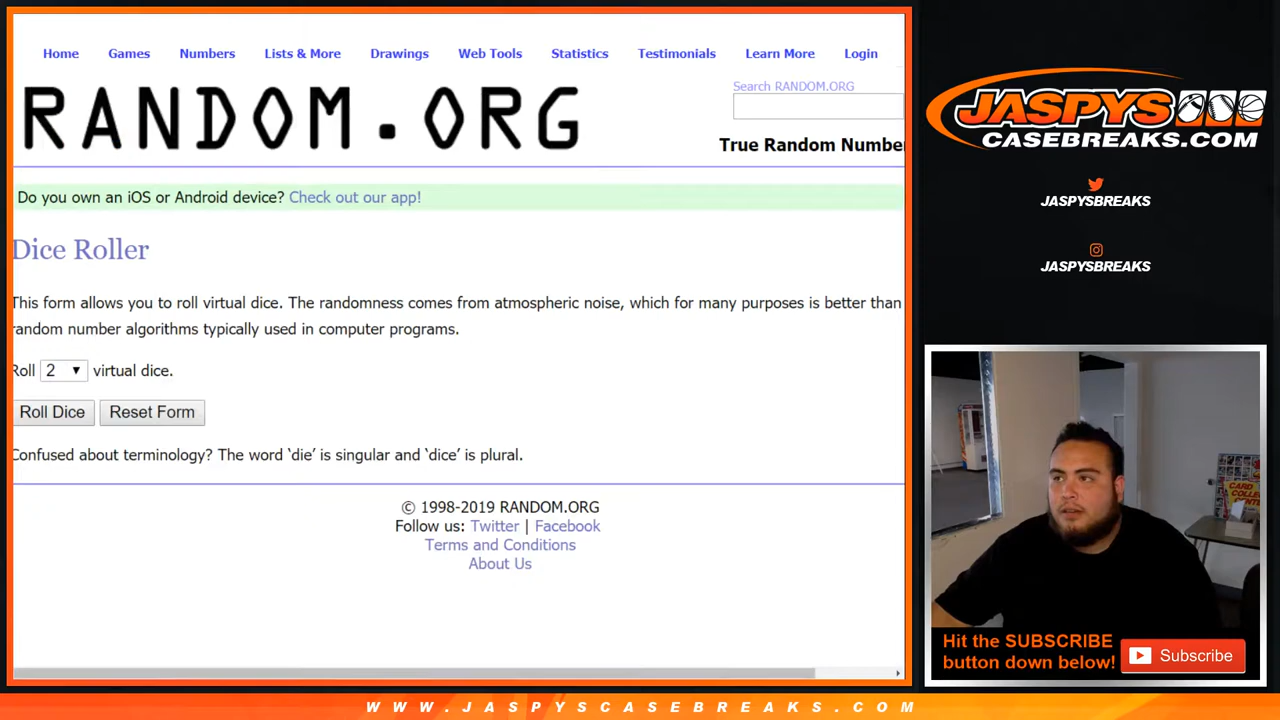 Home Games Numbers Lists & More Drawings Web Tools Statistics Testimonials Learn More Login
Search RANDOM.ORG
RANDOM.ORG
True Random Number
Do you own an iOS or Android device? Check out our app!
Dice Roller
This form allows you to roll virtual dice. The randomness comes from atmospheric noise, which for many purposes is better than
random number algorithms typically used in computer programs.
Roll 2 virtual dice.
Roll Dice Reset Form
Confused about terminology? The word ‘die’ is singular and ‘dice’ is plural.
© 1998-2019 RANDOM.ORG
Follow us: Twitter | Facebook
Terms and Conditions
About Us
JASPYS
CASEBREAKS.COM
JASPYSBREAKS
JASPYSBREAKS
CARD
COLLE
CENT
Hit the SUBSCRIBE
button down below!
Subscribe
WWW.JASPYSCASEBREAKS.COM